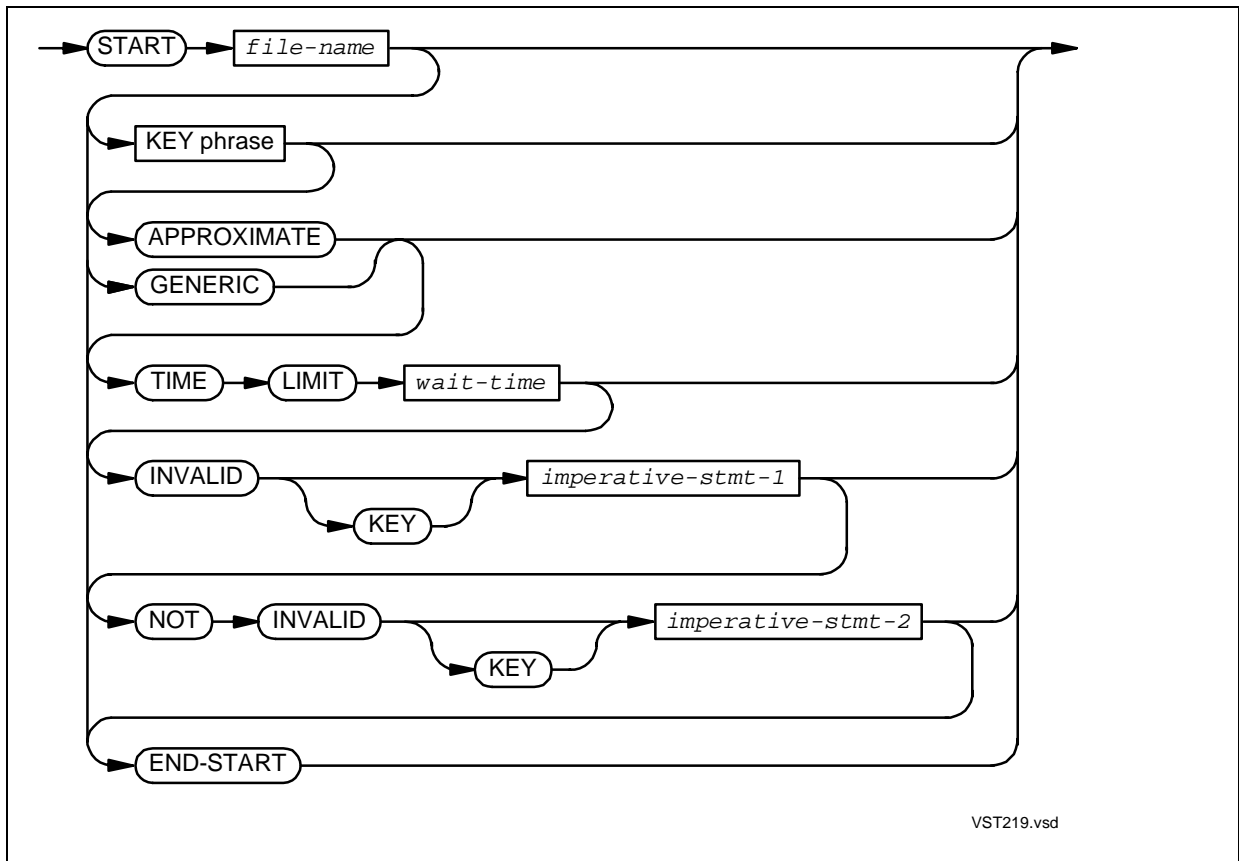 START file-name
KEY phrase
APPROXIMATE
GENERIC
TIME LIMIT wait-time
INVALID imperative-stmt-1
KEY
NOT INVALID imperative-stmt-2
KEY
END-START
VST219.vsd